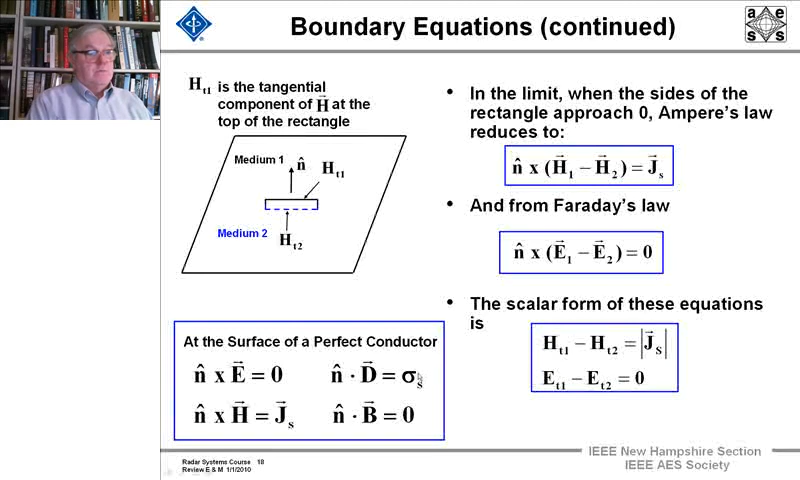 Boundary Equations (continued)
a e
s s
H_t1 is the tangential
component of H⃗ at the
top of the rectangle
Medium 1
n̂
H_t1
Medium 2
H_t2
• In the limit, when the sides of the
rectangle approach 0, Ampere's law
reduces to:
n̂ x (H⃗_1 − H⃗_2) = J⃗_s
• And from Faraday's law
n̂ x (E⃗_1 − E⃗_2) = 0
• The scalar form of these equations
is
H_t1 − H_t2 = |J⃗_S|
E_t1 − E_t2 = 0
At the Surface of a Perfect Conductor
n̂ x E⃗ = 0 n̂ · D⃗ = σ_s
n̂ x H⃗ = J⃗_s n̂ · B⃗ = 0
Radar Systems Course 18
Review E & M 1/1/2010
IEEE New Hampshire Section
IEEE AES Society